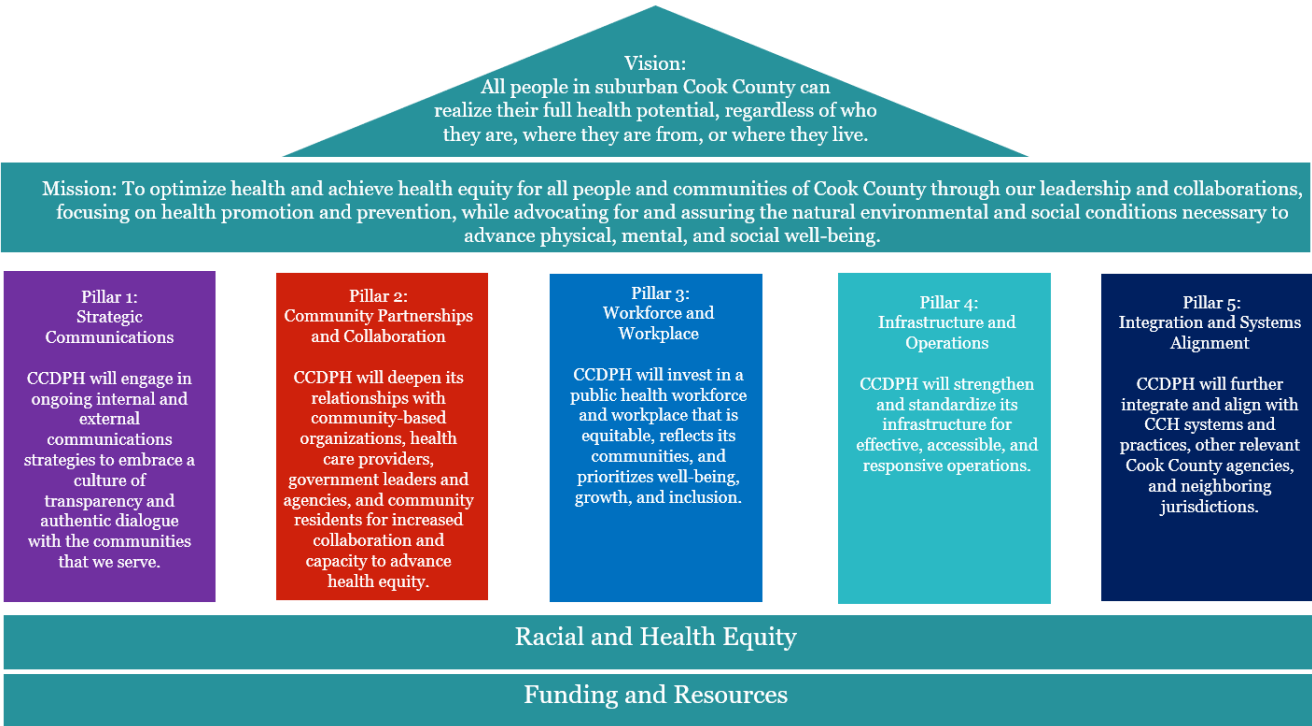 Vision:
All people in suburban Cook County can
realize their full health potential, regardless of who
they are, where they are from, or where they live.
Mission: To optimize health and achieve health equity for all people and communities of Cook County through our leadership and collaborations,
focusing on health promotion and prevention, while advocating for and assuring the natural environmental and social conditions necessary to
advance physical, mental, and social well-being.
Pillar 1:
Strategic
Communications
CCDPH will engage in
ongoing internal and
external
communications
strategies to embrace a
culture of
transparency and
authentic dialogue
with the communities
that we serve.
Pillar 2:
Community Partnerships
and Collaboration
CCDPH will deepen its
relationships with
community-based
organizations, health
care providers,
government leaders and
agencies, and community
residents for increased
collaboration and
capacity to advance
health equity.
Pillar 3:
Workforce and
Workplace
CCDPH will invest in a
public health workforce
and workplace that is
equitable, reflects its
communities, and
prioritizes well-being,
growth, and inclusion.
Pillar 4:
Infrastructure and
Operations
CCDPH will strengthen
and standardize its
infrastructure for
effective, accessible, and
responsive operations.
Pillar 5:
Integration and Systems
Alignment
CCDPH will further
integrate and align with
CCH systems and
practices, other relevant
Cook County agencies,
and neighboring
jurisdictions.
Racial and Health Equity
Funding and Resources